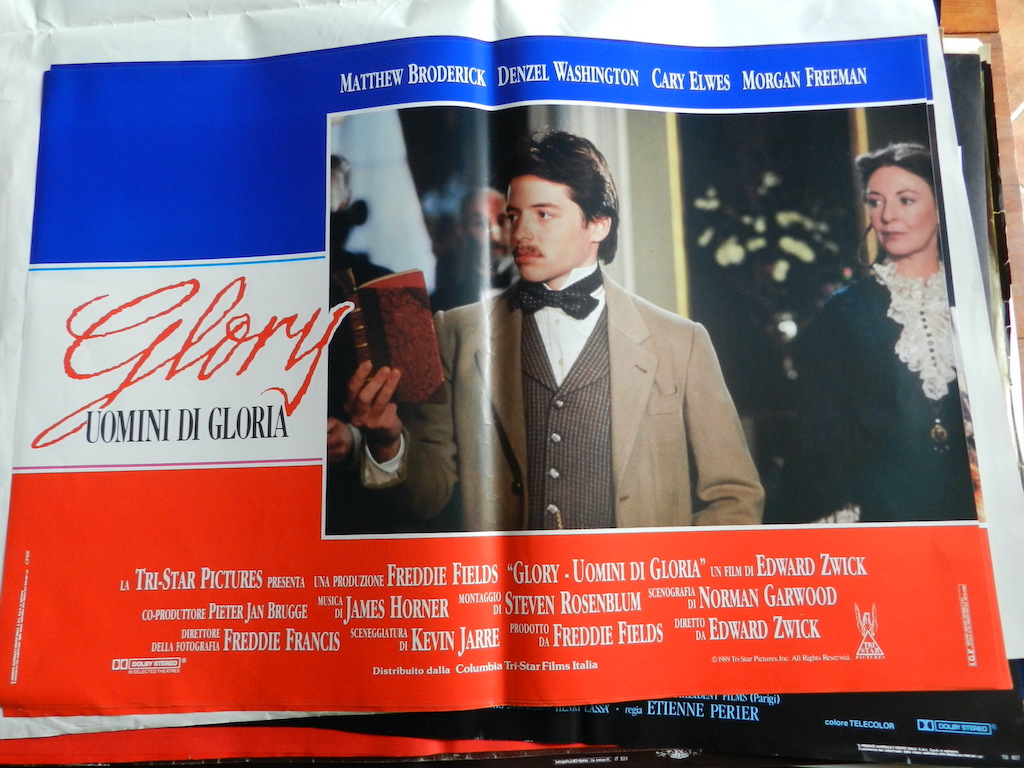 MATTHEW BRODERICK DENZEL WASHINGTON CARY ELWES MORGAN FREEMAN
Glory
UOMINI DI GLORIA
LA TRI-STAR PICTURES PRESENTA UNA PRODUZIONE FREDDIE FIELDS "GLORY - UOMINI DI GLORIA" UN FILM DI EDWARD ZWICK
CO-PRODUTTORE PIETER JAN BRUGGE MUSICA DI JAMES HORNER MONTAGGIO DI STEVEN ROSENBLUM SCENOGRAFIA DI NORMAN GARWOOD
DIRETTORE DELLA FOTOGRAFIA FREDDIE FRANCIS SCENEGGIATURA DI KEVIN JARRE PRODOTTO DA FREDDIE FIELDS DIRETTO DA EDWARD ZWICK
DOLBY STEREO
IN SELECTED THEATRES
Distribuito dalla Columbia Tri-Star Films Italia
©1989 Tri-Star Pictures, Inc. All Rights Reserved.
TRI STAR
PICTURES
FILMS (Parigi)
regia ETIENNE PERIER
colore TELECOLOR
DOLBY STEREO